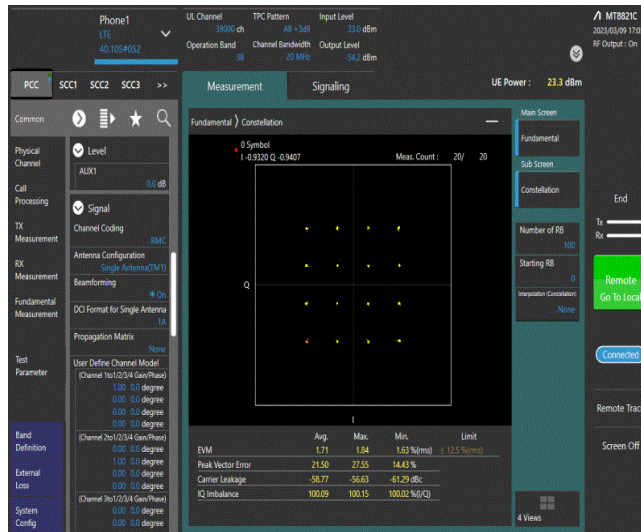 Phone1
LTE
40.105#052
UL Channel TPC Pattern Input Level
38000 ch All +3dB 33.0 dBm
Operation Band Channel Bandwidth Output Level
38 20 MHz -54.2 dBm
MT8821C
2023/03/09 17:0
RF Output : On
PCC SCC1 SCC2 SCC3 >>
Measurement Signaling UE Power : 23.3 dBm
Common
Physical
Channel
Call
Processing
TX
Measurement
RX
Measurement
Fundamental
Measurement
Test
Parameter
Band
Definition
External
Loss
System
Config
Level
AUX1
0.0 dB
Signal
Channel Coding
RMC
Antenna Configuration
Single Antenna(TM1)
Beamforming
On
DCI Format for Single Antenna
1A
Propagation Matrix
None
User Define Channel Model
(Channel 1to1/2/3/4 Gain/Phase)
1.00 0.0 degree
0.00 0.0 degree
0.00 0.0 degree
0.00 0.0 degree
(Channel 2to1/2/3/4 Gain/Phase)
0.00 0.0 degree
1.00 0.0 degree
0.00 0.0 degree
0.00 0.0 degree
(Channel 3to1/2/3/4 Gain/Phase)
0.00 0.0 degree
0.00 0.0 degree
Fundamental ⟩ Constellation
0 Symbol
I -0.9320 Q -0.9407 Meas. Count : 20/ 20
Q
I
Avg. Max. Min. Limit
EVM 1.71 1.84 1.63 %(rms) ≤ 12.5 %(rms)
Peak Vector Error 21.50 27.55 14.43 %
Carrier Leakage -58.77 -56.63 -61.29 dBc
IQ Imbalance 100.09 100.15 100.02 %(I/Q)
Main Screen
Fundamental
Sub Screen
Constellation
Number of RB
100
Starting RB
0
Interpolation (Constellation)
None
4 Views
End
Tx
Rx
Remote
Go To Local
Connected
Remote Trac
Screen Off